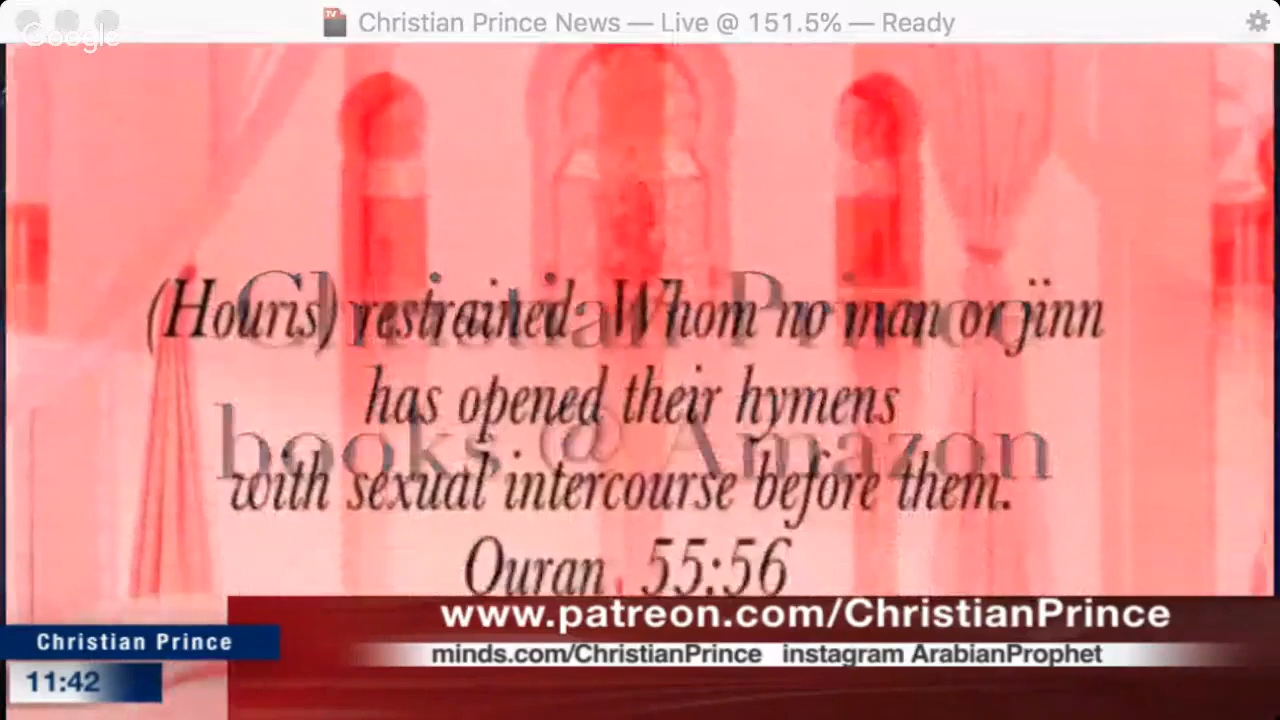 Christian Prince News — Live @ 151.5% — Ready
Google
(Houris) restrained. Whom no man or jinn
has opened their hymens
with sexual intercourse before them.
Quran 55:56
Christian Prince
books @ Amazon
www.patreon.com/ChristianPrince
minds.com/ChristianPrince instagram ArabianProphet
Christian Prince
11:42